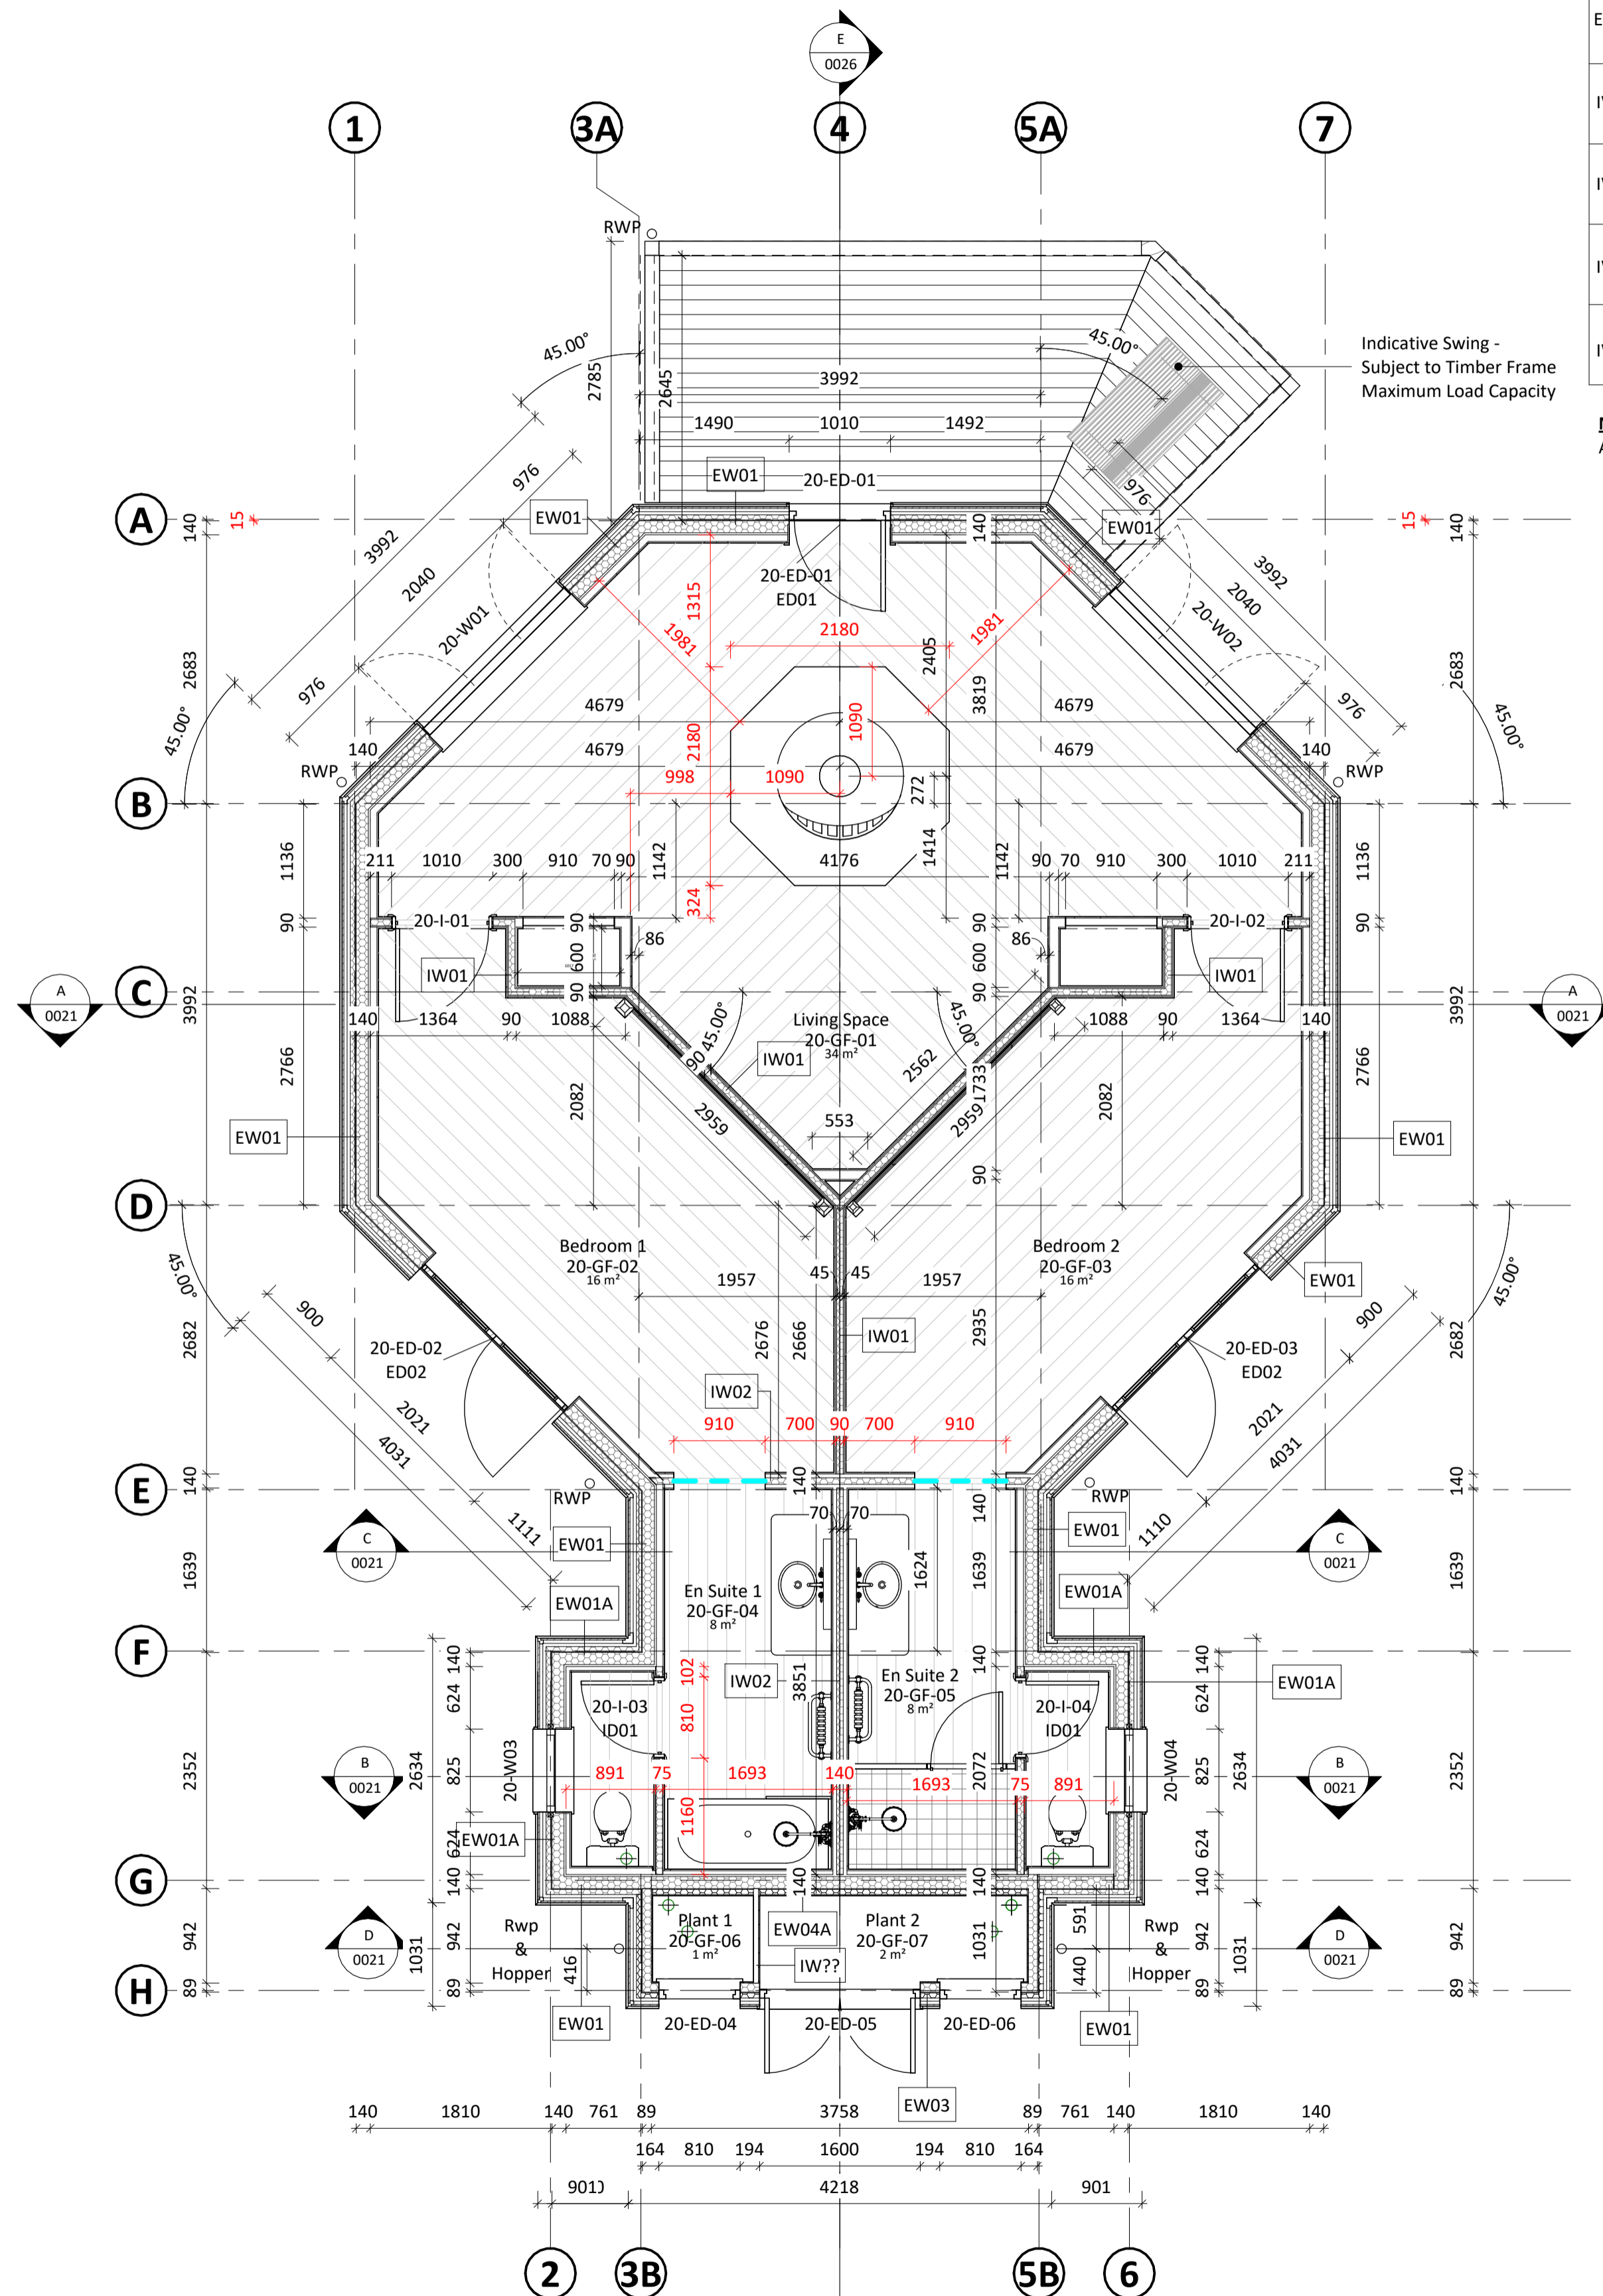 E
0026
1
3A
4
5A
7
RWP
45.00°
2785
2645
3992
45.00°
1490
1010
1492
Indicative Swing -
Subject to Timber Frame
Maximum Load Capacity
976
EW01
20-ED-01
976
EW01
EW01
A
15
140
140
15
140
3992
2040
20-W01
20-ED-01
ED01
1315
2180
1981
1981
2405
3819
3992
2040
20-W02
2683
2683
976
976
45.00°
45.00°
4679
4679
140
4679
4679
140
2180
1090
RWP
RWP
998
1090
272
B
1136
211
1010
300
910
70
90
1142
4176
1414
1142
90
70
910
300
1010
211
1136
324
90
20-I-01
90
90
20-I-02
90
86
86
IW01
600
600
IW01
C
A
0021
3992
90
90
3992
A
0021
140
1364
90
1088
1088
90
1364
140
45.00°
Living Space
20-GF-01
34 m²
45.00°
90
IW01
2562
1733
2766
2082
2959
2959
2082
2766
553
EW01
EW01
90
D
45.00°
45.00°
Bedroom 1
20-GF-02
16 m²
Bedroom 2
20-GF-03
16 m²
1957
45
45
1957
EW01
900
900
2682
2676
2666
IW01
2935
2682
20-ED-02
ED02
20-ED-03
ED02
IW02
2021
4031
910
700
90
700
910
2021
4031
E
140
140
140
140
RWP
RWP
1111
70
70
1110
C
0021
EW01
EW01
C
0021
1639
1624
1639
1639
En Suite 1
20-GF-04
8 m²
EW01A
EW01A
F
140
102
140
140
En Suite 2
20-GF-05
8 m²
IW02
3851
EW01A
624
20-I-03
ID01
810
20-I-04
ID01
624
B
0021
2352
2634
825
20-W03
891
75
1693
140
1693
2072
75
891
20-W04
825
2634
B
0021
2352
1160
EW01A
624
624
G
140
140
140
140
Plant 1
20-GF-06
1 m²
EW04A
Plant 2
20-GF-07
2 m²
D
0021
Rwp
&
Hopper
591
Rwp
&
Hopper
D
0021
942
1031
942
416
IW??
1031
440
942
1031
942
H
89
89
89
89
EW01
20-ED-04
20-ED-05
20-ED-06
EW01
EW03
140
1810
140
761
89
3758
89
761
140
1810
140
164
810
194
1600
194
810
164
901
4218
901
2
3B
5B
6